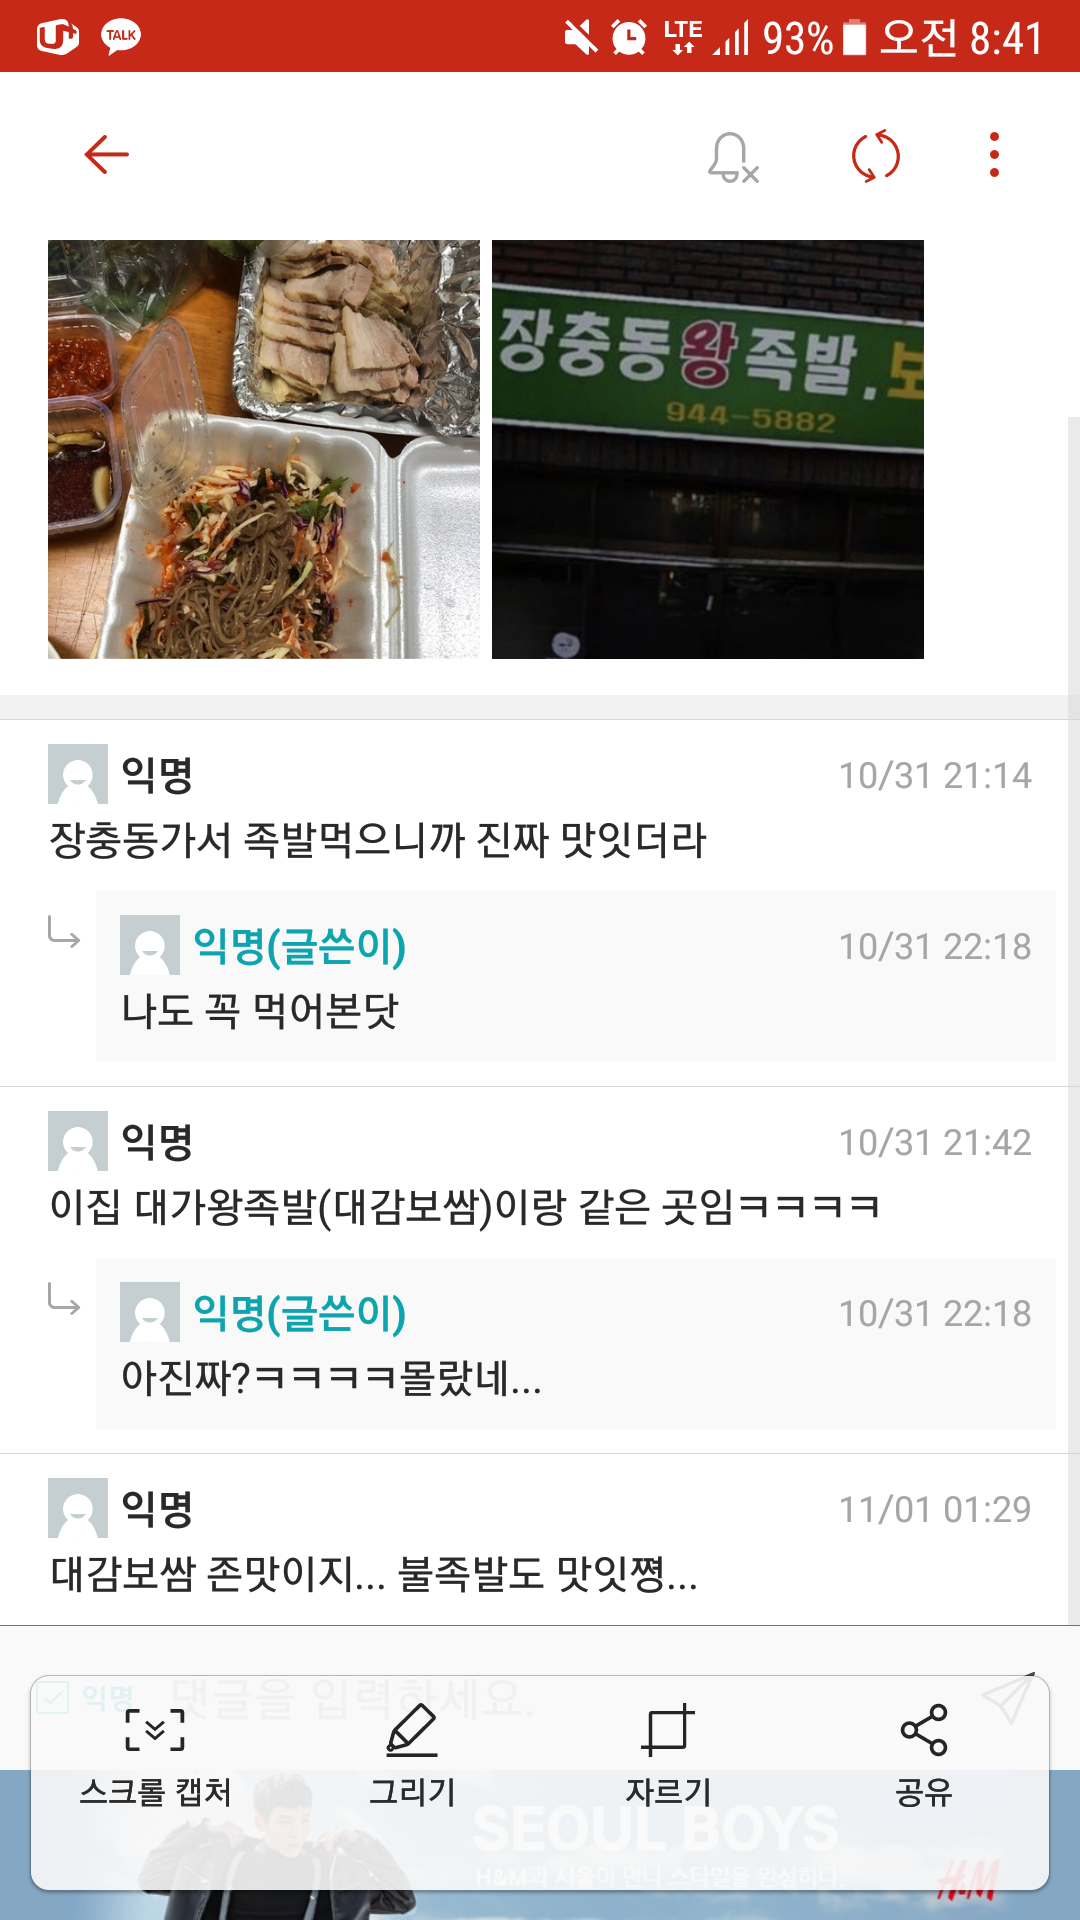 U+
TALK
LTE
93%
오전 8:41
장충동왕족발.보
944-5882
익명
10/31 21:14
장충동가서 족발먹으니까 진짜 맛잇더라
익명(글쓴이)
10/31 22:18
나도 꼭 먹어본닷
익명
10/31 21:42
이집 대가왕족발(대감보쌈)이랑 같은 곳임ㅋㅋㅋㅋ
익명(글쓴이)
10/31 22:18
아진짜?ㅋㅋㅋㅋ몰랐네...
익명
11/01 01:29
대감보쌈 존맛이지... 불족발도 맛잇쪙...
익명
댓글을 입력하세요.
스크롤 캡처
그리기
자르기
공유
SEOUL BOYS
H&M과 서울이 만나 스타일을 완성하다.
H&M